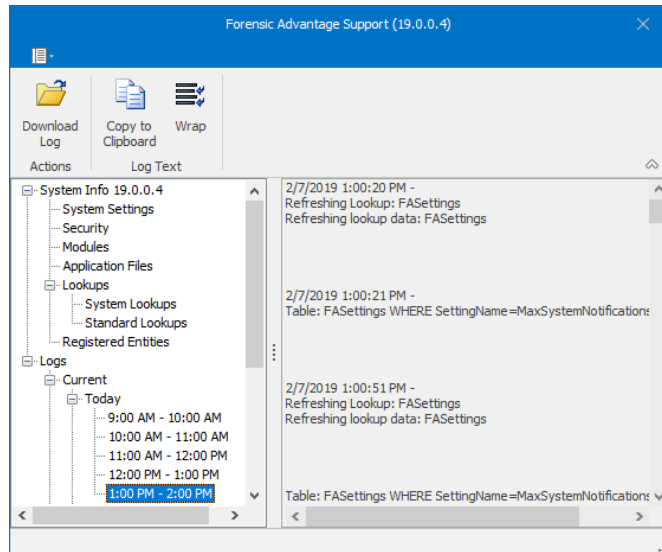 Forensic Advantage Support (19.0.0.4)
Download
Log
Copy to
Clipboard
Wrap
Actions
Log Text
System Info 19.0.0.4
System Settings
Security
Modules
Application Files
Lookups
System Lookups
Standard Lookups
Registered Entities
Logs
Current
Today
9:00 AM - 10:00 AM
10:00 AM - 11:00 AM
11:00 AM - 12:00 PM
12:00 PM - 1:00 PM
1:00 PM - 2:00 PM
2/7/2019 1:00:20 PM -
Refreshing Lookup: FASettings
Refreshing lookup data: FASettings
2/7/2019 1:00:21 PM -
Table: FASettings WHERE SettingName=MaxSystemNotifications
2/7/2019 1:00:51 PM -
Refreshing Lookup: FASettings
Refreshing lookup data: FASettings
Table: FASettings WHERE SettingName=MaxSystemNotifications